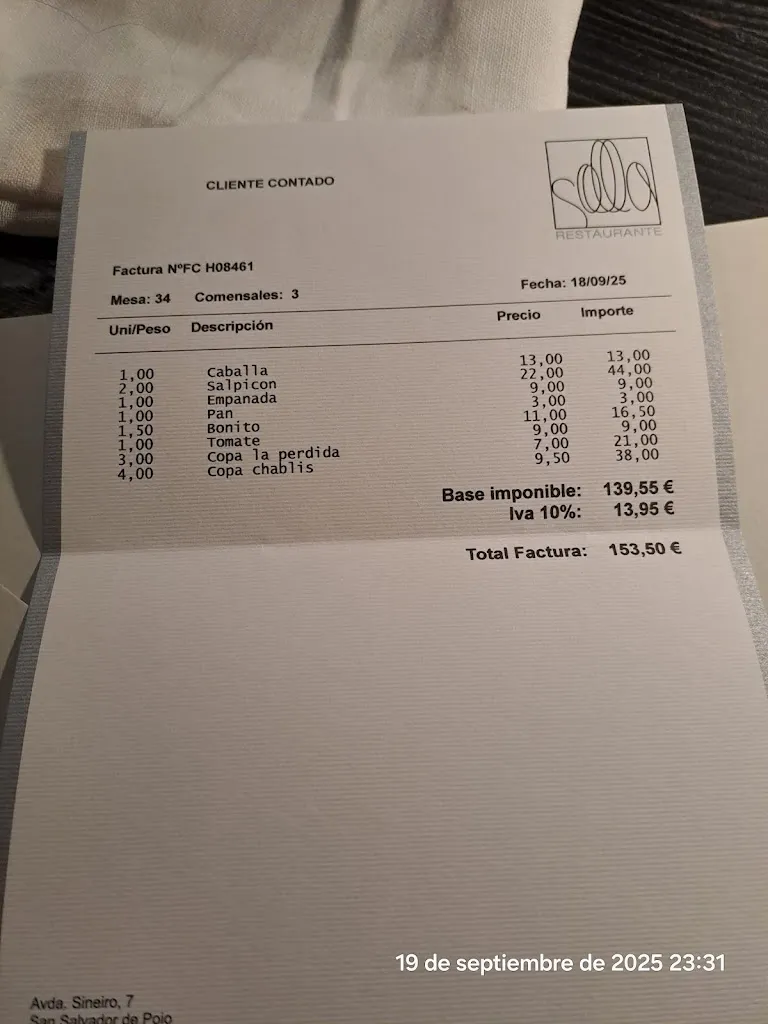 CLIENTE CONTADO
solla
RESTAURANTE
Factura NºFC H08461
Mesa: 34 Comensales: 3 Fecha: 18/09/25
Uni/Peso Descripción Precio Importe
1,00 Caballa 13,00 13,00
2,00 Salpicon 22,00 44,00
1,00 Empanada 9,00 9,00
1,00 Pan 3,00 3,00
1,50 Bonito 11,00 16,50
1,00 Tomate 9,00 9,00
3,00 Copa la perdida 7,00 21,00
4,00 Copa chablis 9,50 38,00
Base imponible: 139,55 €
Iva 10%: 13,95 €
Total Factura: 153,50 €
19 de septiembre de 2025 23:31
Avda. Sineiro, 7
San Salvador de Poio